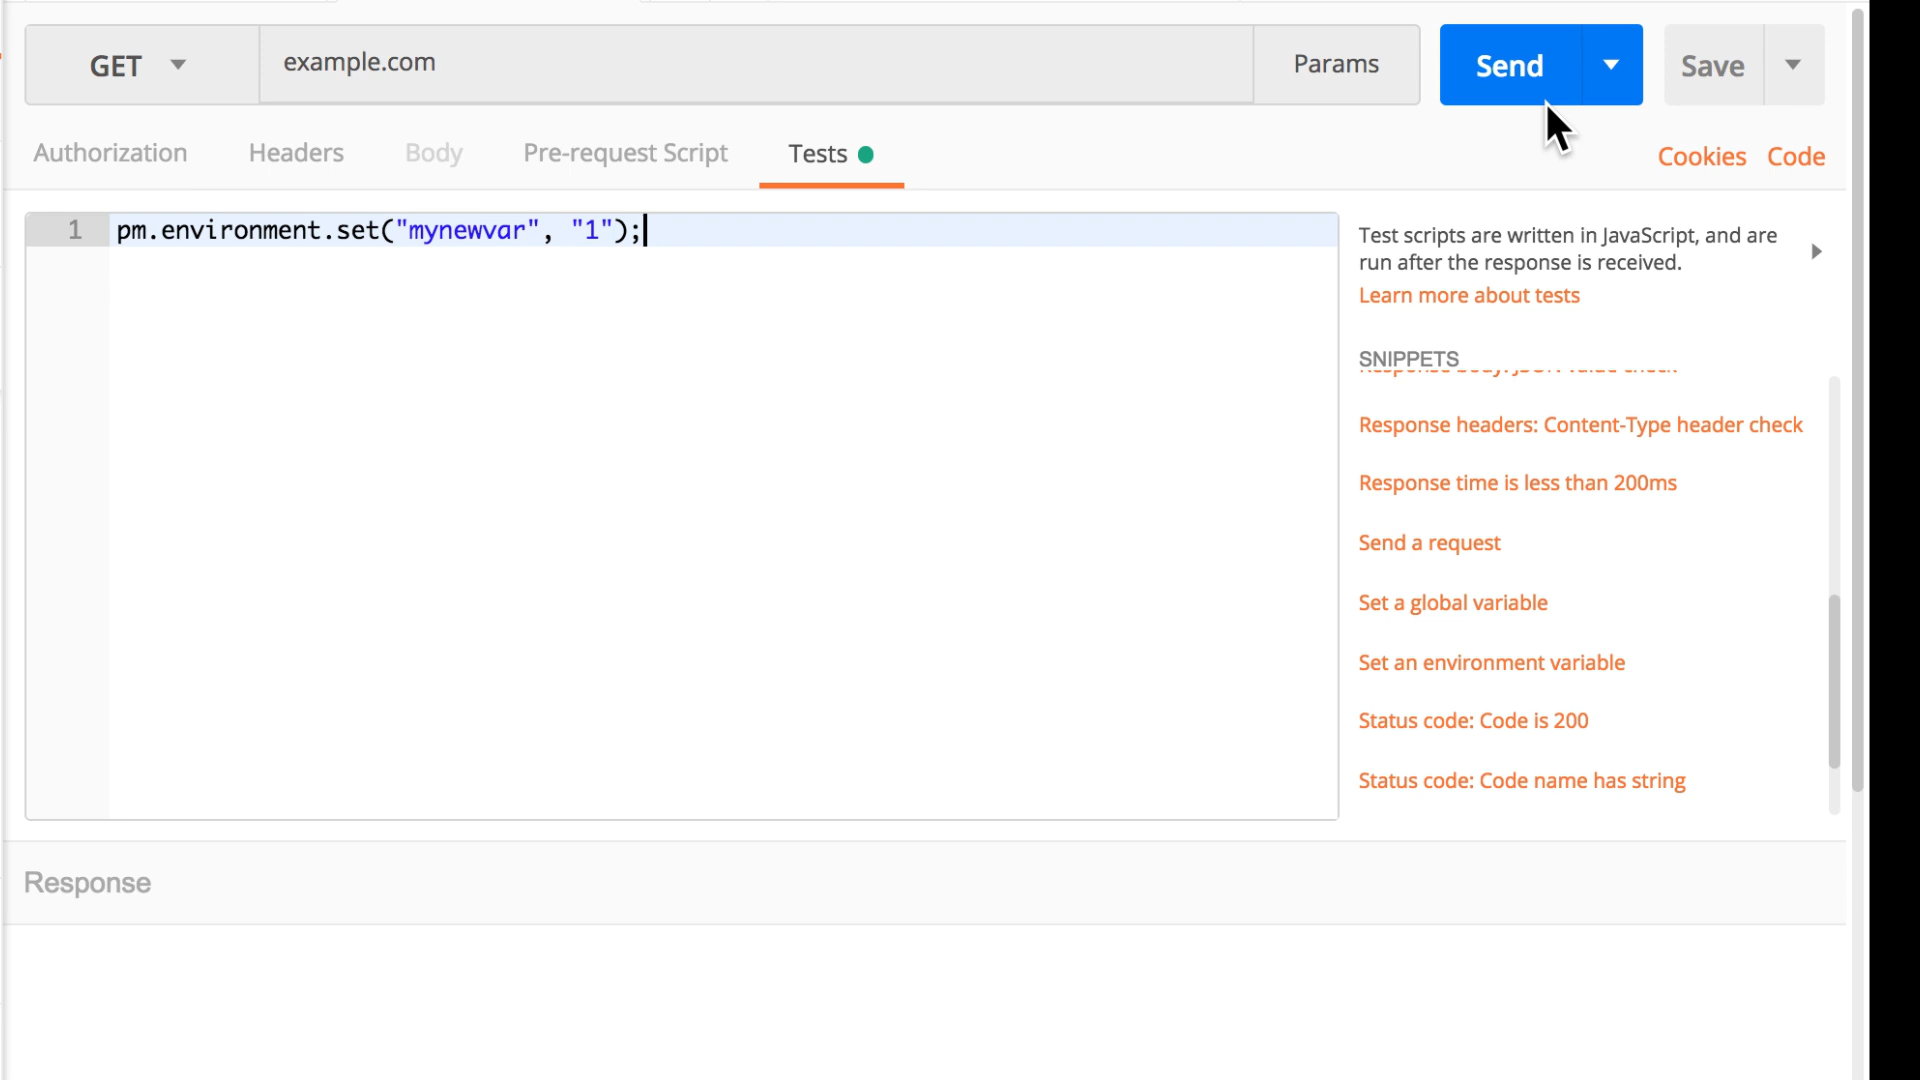 GET example.com Params Send Save
Authorization Headers Body Pre-request Script Tests Cookies Code
1 pm.environment.set("mynewvar", "1");
Test scripts are written in JavaScript, and are
run after the response is received.
Learn more about tests
SNIPPETS
Response headers: Content-Type header check
Response time is less than 200ms
Send a request
Set a global variable
Set an environment variable
Status code: Code is 200
Status code: Code name has string
Response